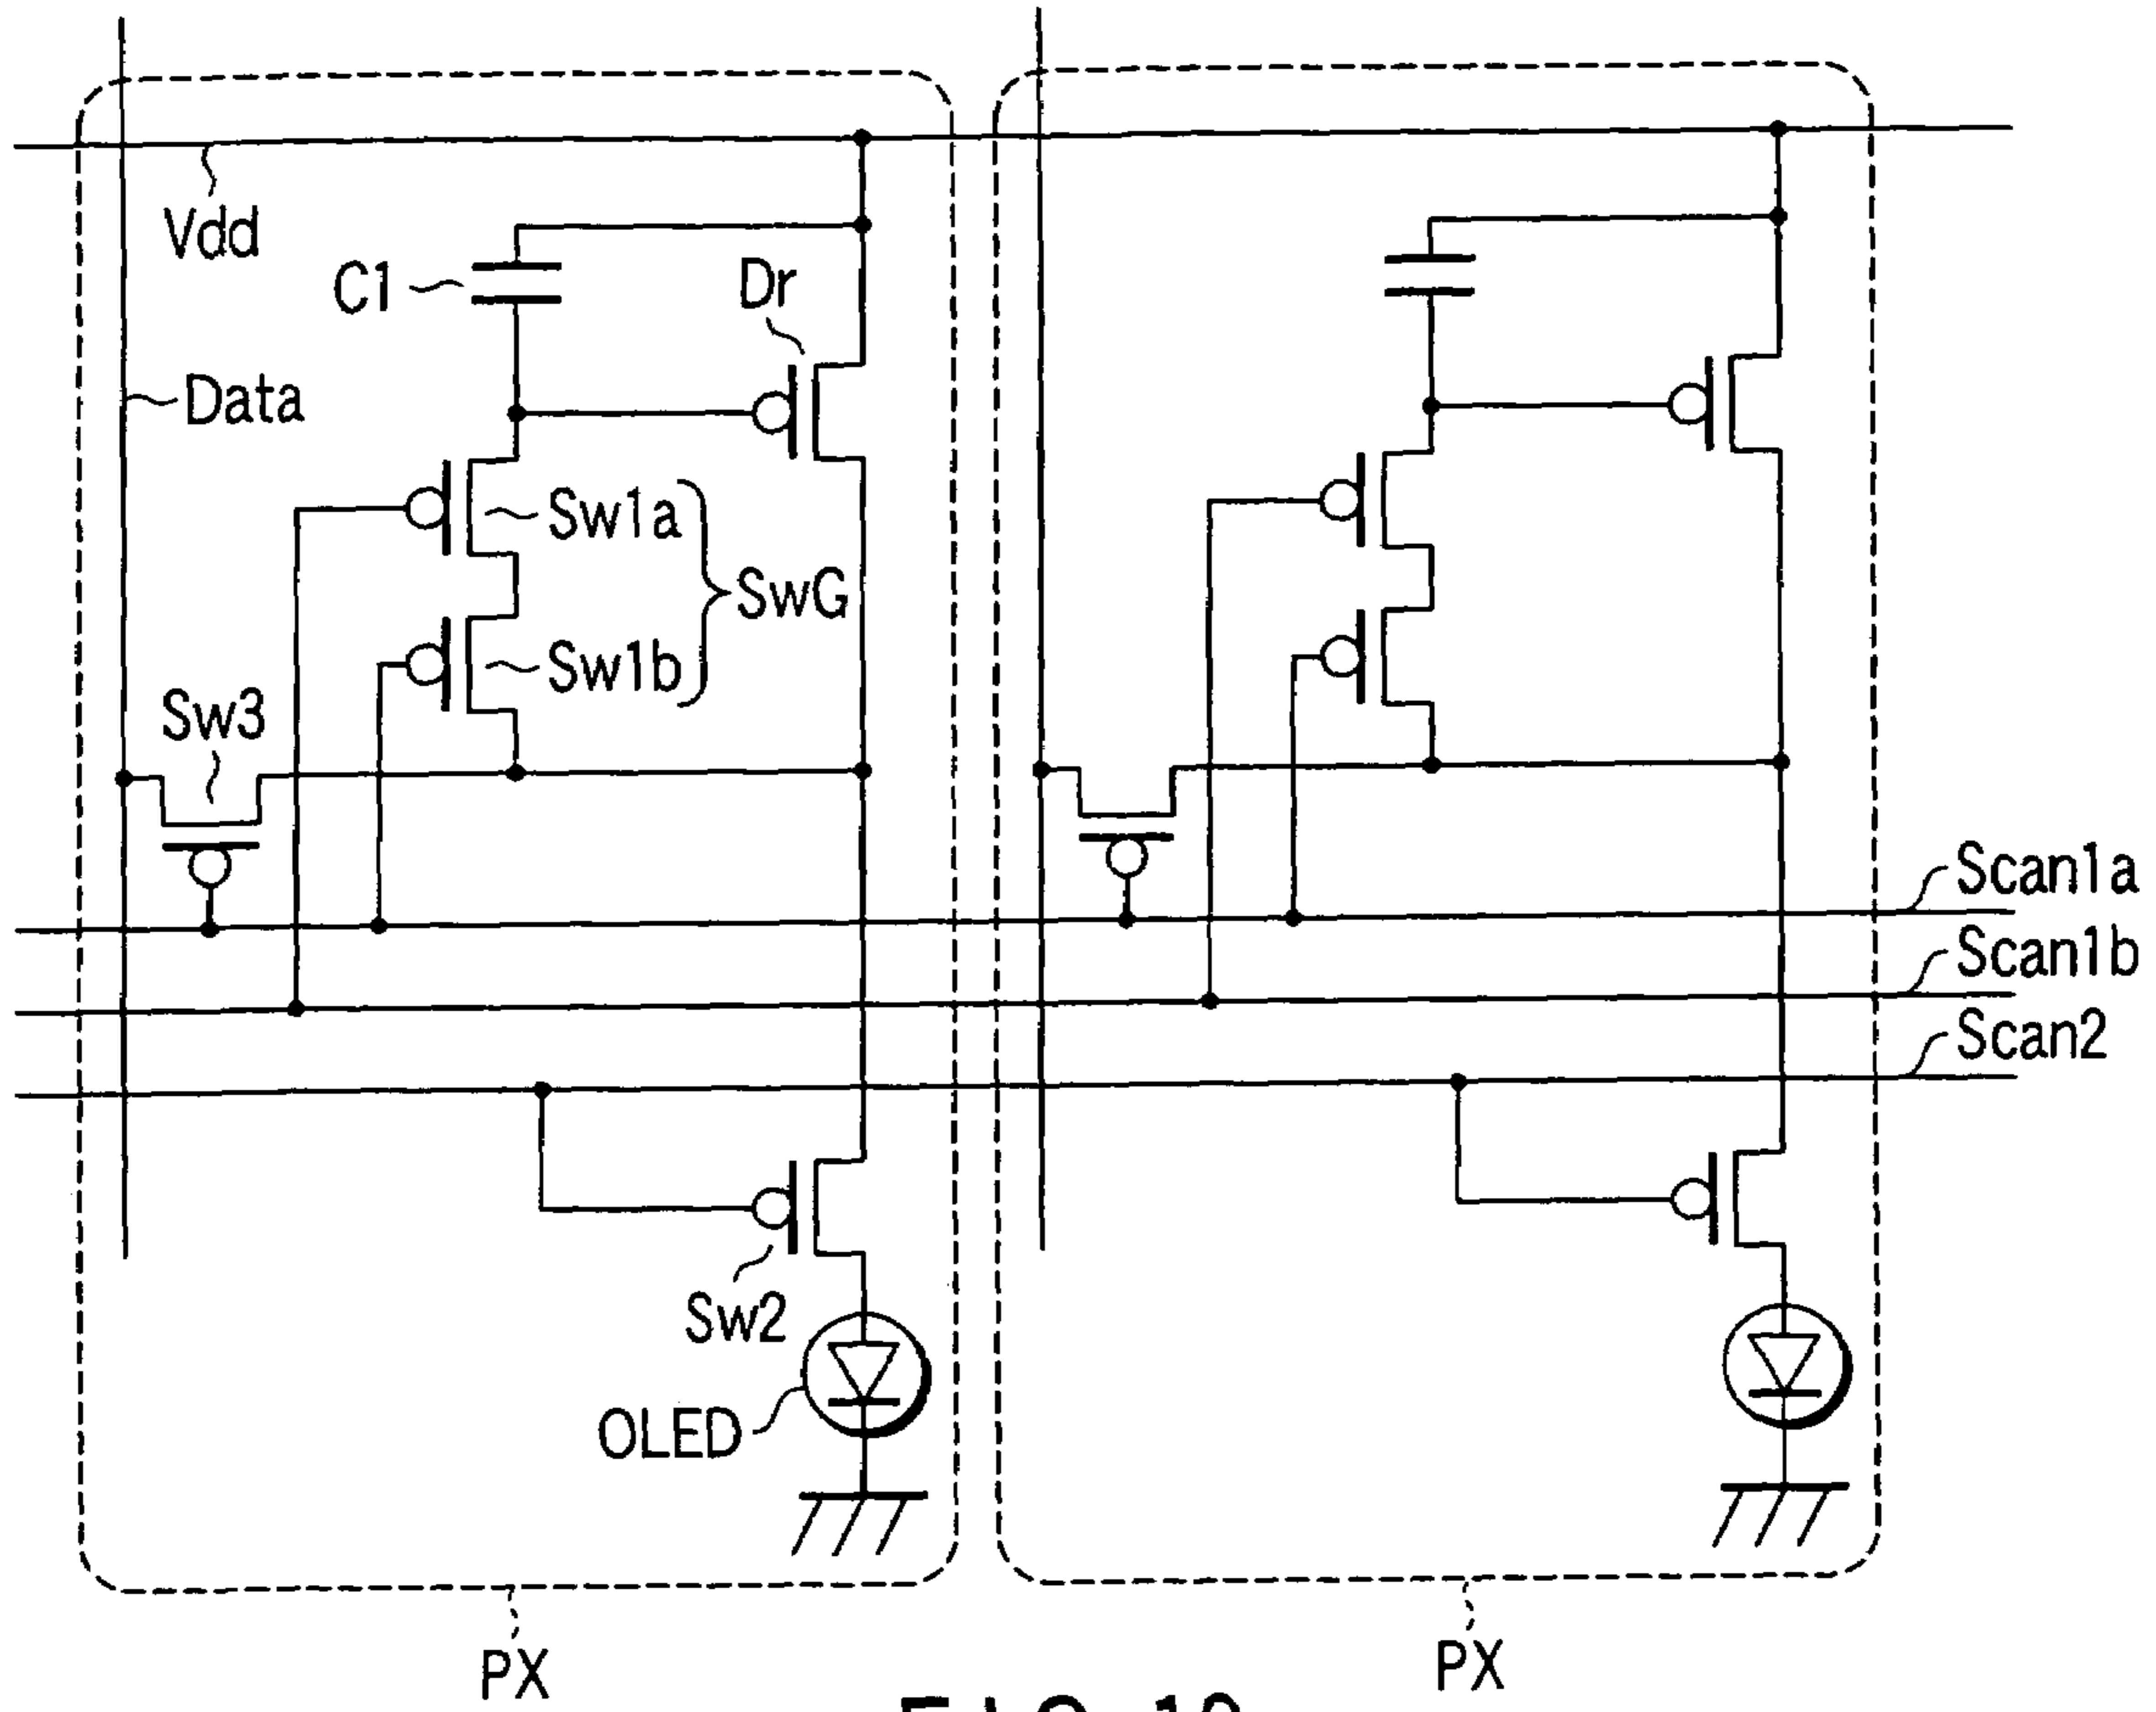 Vdd
C1
Dr
Data
Sw1a
SwG
Sw1b
Sw3
Scan1a
Scan1b
Scan2
Sw2
OLED
PX
PX